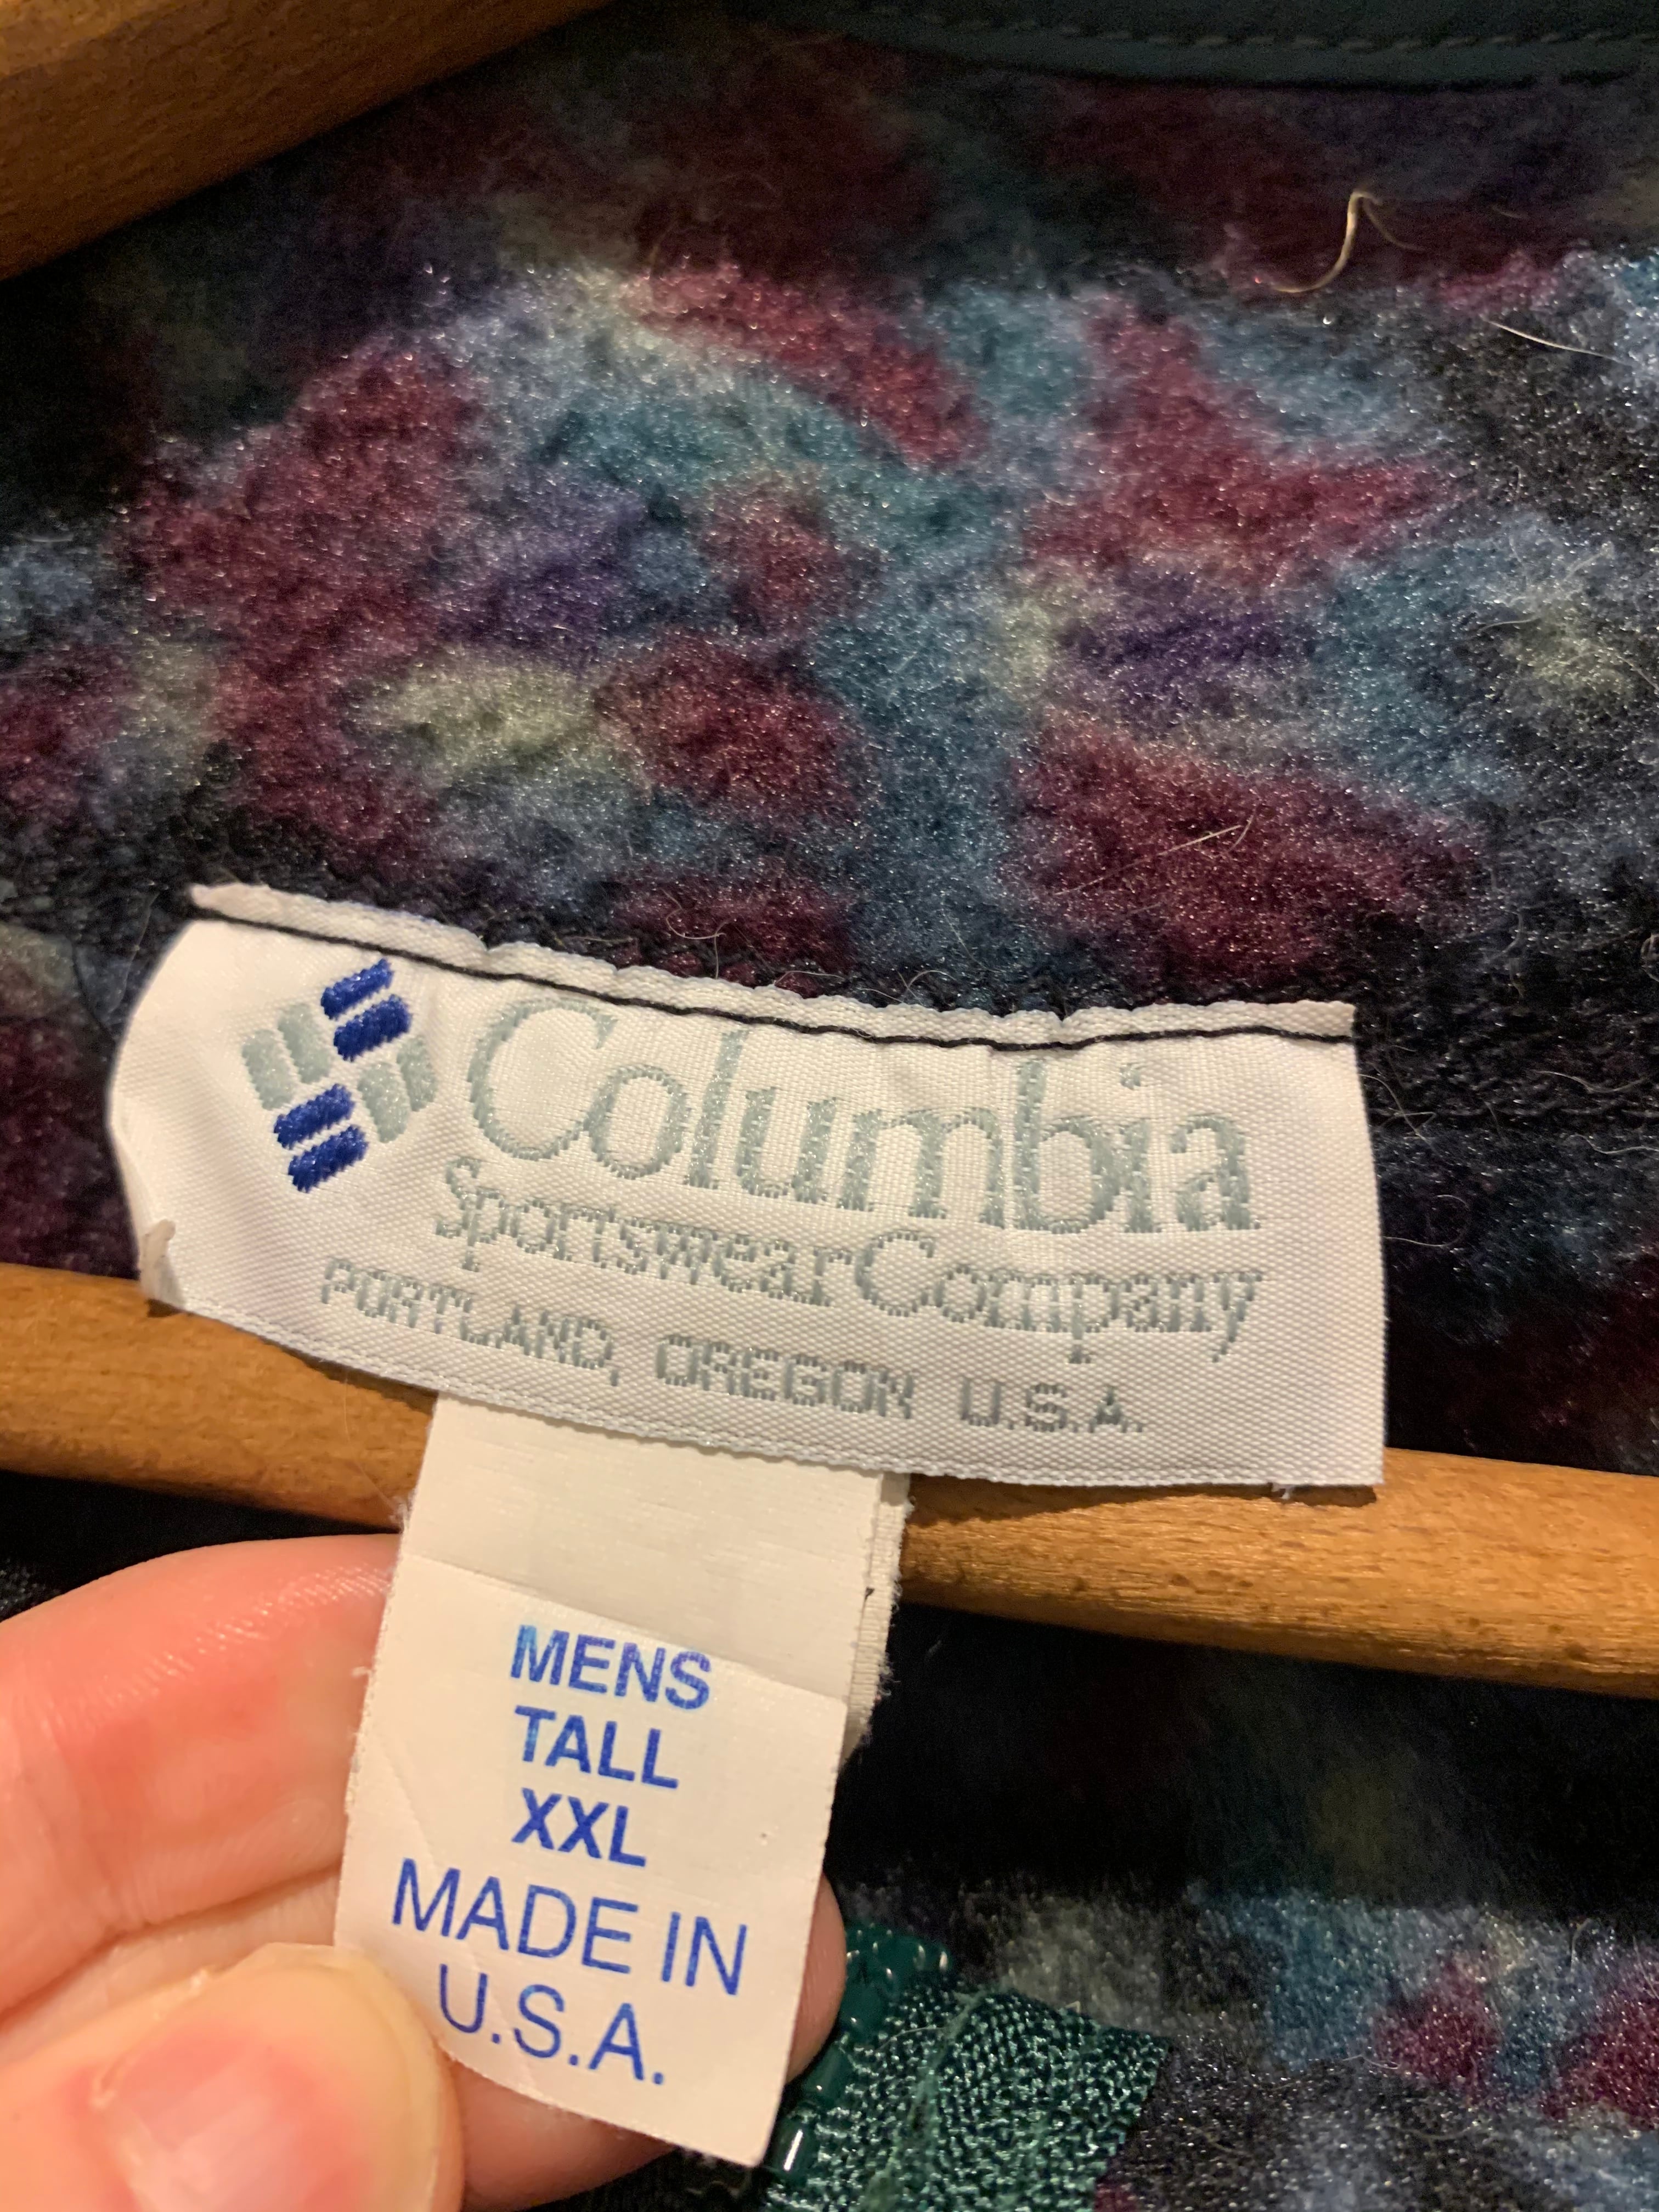 Columbia
Sportswear Company
PORTLAND, OREGON U.S.A.
MENS
TALL
XXL
MADE IN
U.S.A.